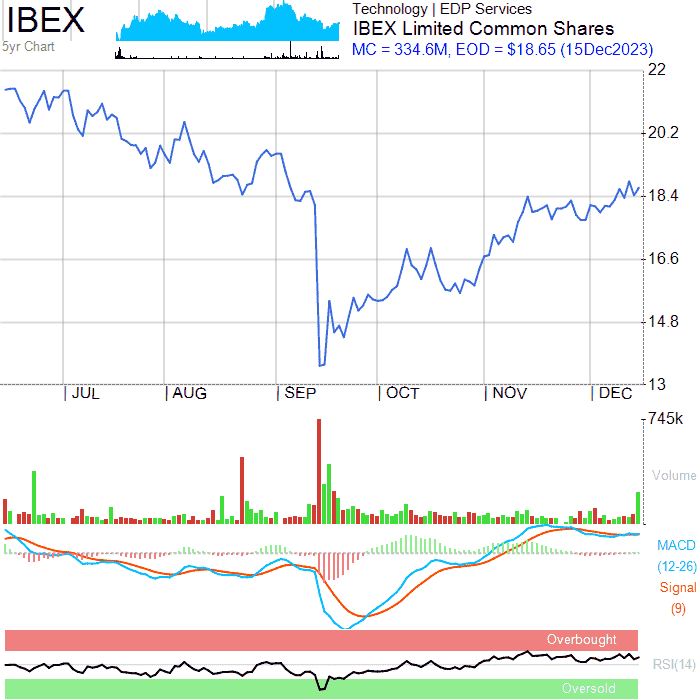 IBEX
5yr Chart
Technology | EDP Services
IBEX Limited Common Shares
MC = 334.6M, EOD = $18.65 (15Dec2023)
22
20.2
18.4
16.6
14.8
13
JUL
AUG
SEP
OCT
NOV
DEC
745k
Volume
MACD
(12-26)
Signal
(9)
Overbought
RSI(14)
Oversold